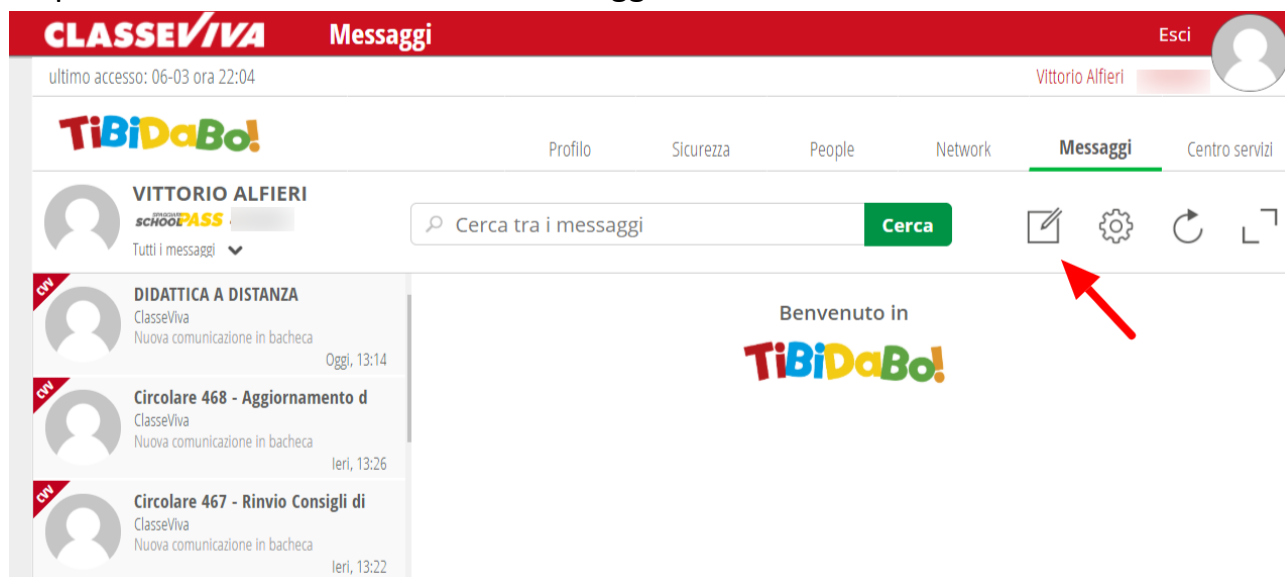 CLASSEVIVA Messaggi Esci
ultimo accesso: 06-03 ora 22:04 Vittorio Alfieri
TiBiDaBo!
Profilo Sicurezza People Network Messaggi Centro servizi
VITTORIO ALFIERI
SCHOOLPASS
Tutti i messaggi
Cerca tra i messaggi Cerca
CVV
DIDATTICA A DISTANZA
ClasseViva
Nuova comunicazione in bacheca
Oggi, 13:14
CVV
Circolare 468 - Aggiornamento d
ClasseViva
Nuova comunicazione in bacheca
Ieri, 13:26
CVV
Circolare 467 - Rinvio Consigli di
ClasseViva
Nuova comunicazione in bacheca
Ieri, 13:22
Benvenuto in
TiBiDaBo!